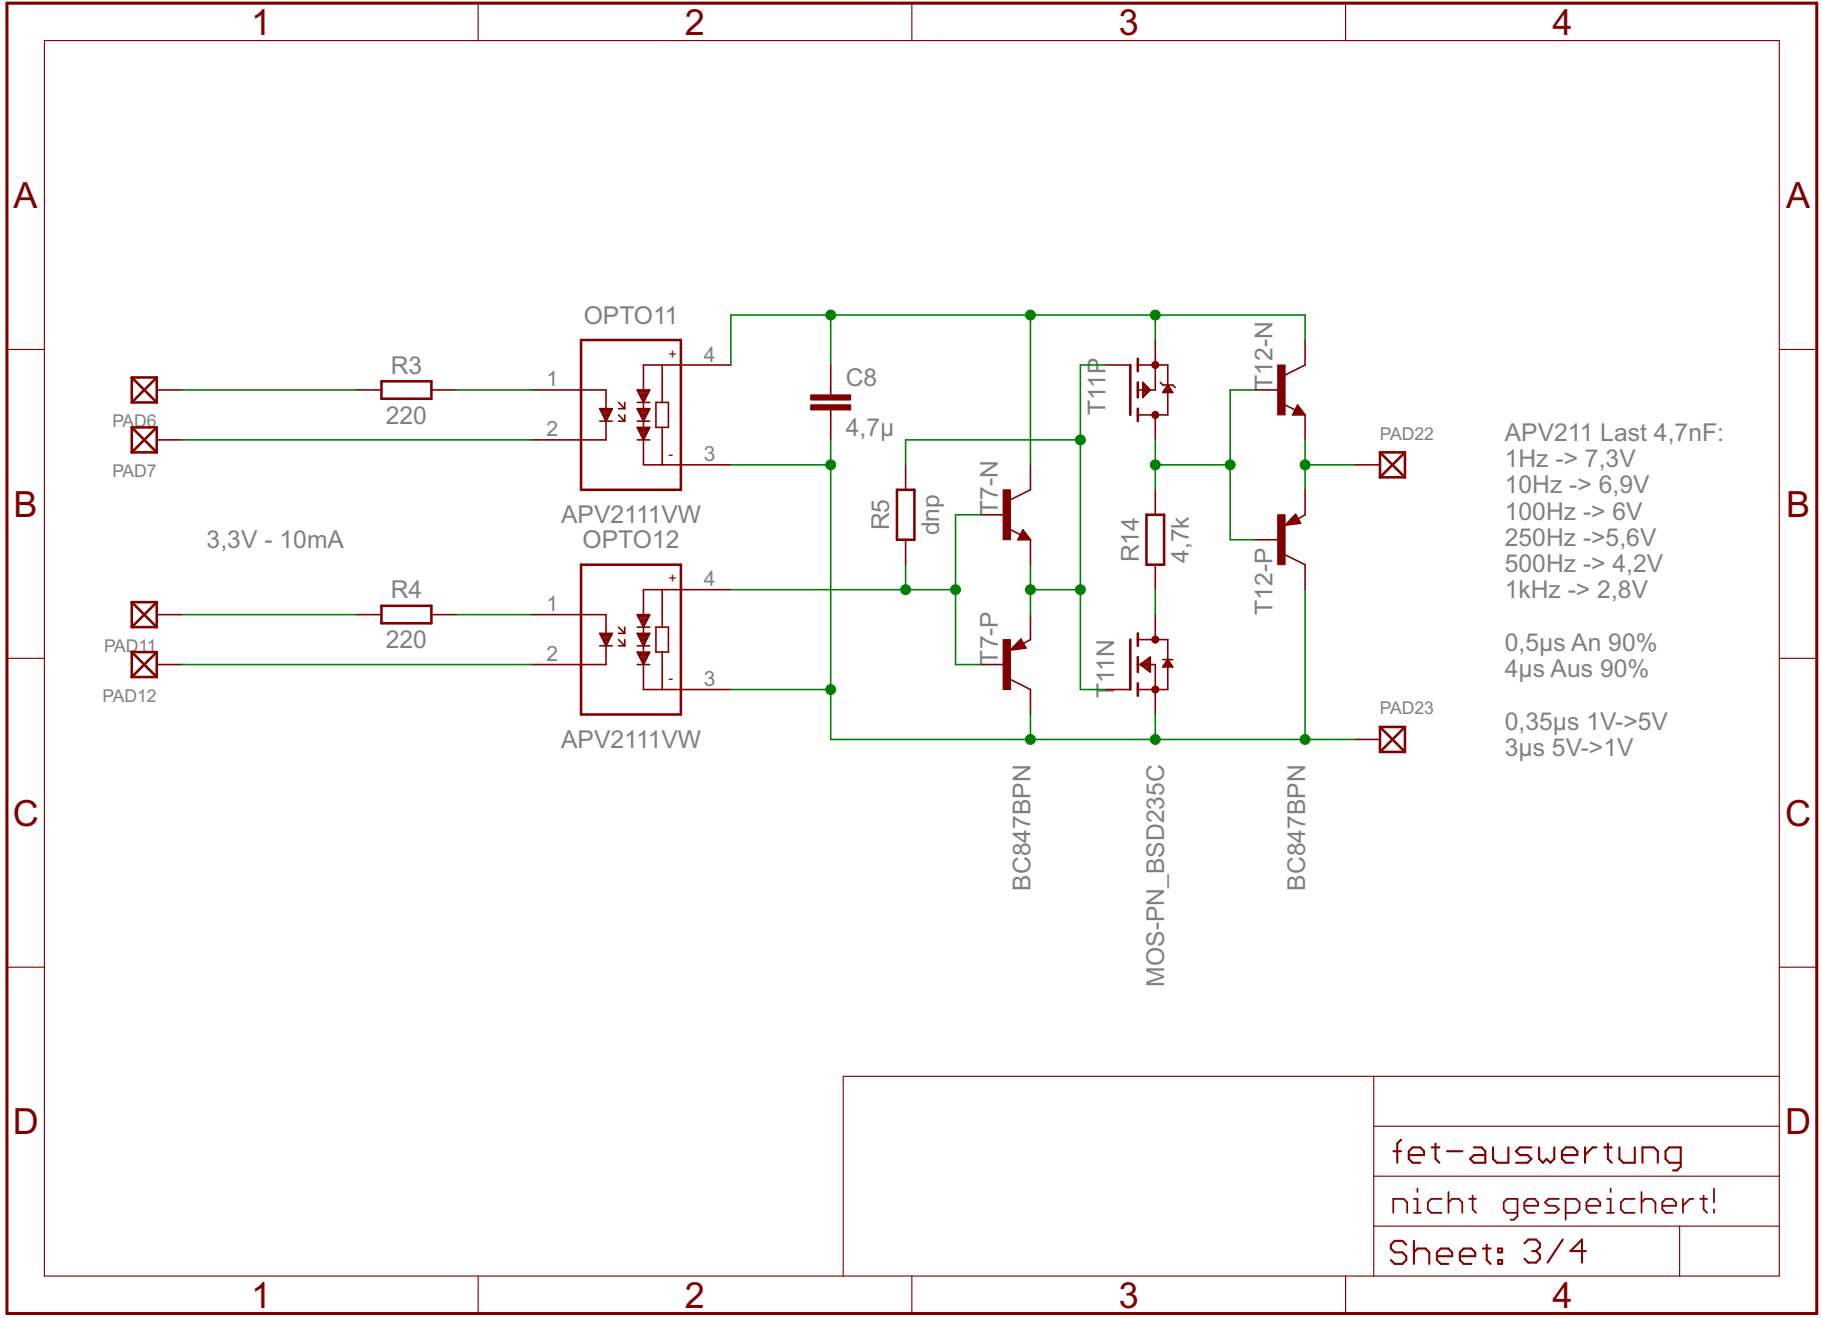 1 2 3 4
A A
B B
C C
D D
OPTO11
R3
220
1
2
4
3
+
-
PAD6
PAD7
APV2111VW
OPTO12
3,3V - 10mA
R4
220
1
2
4
3
+
-
PAD11
PAD12
APV2111VW
C8
4,7µ
R5
dnp
T7-N
T7-P
T11P
T11N
R14
4,7k
T12-N
T12-P
PAD22
PAD23
BC847BPN
MOS-PN_BSD235C
BC847BPN
APV211 Last 4,7nF:
1Hz -> 7,3V
10Hz -> 6,9V
100Hz -> 6V
250Hz ->5,6V
500Hz -> 4,2V
1kHz -> 2,8V
0,5µs An 90%
4µs Aus 90%
0,35µs 1V->5V
3µs 5V->1V
fet-auswertung
nicht gespeichert!
Sheet: 3/4
1 2 3 4